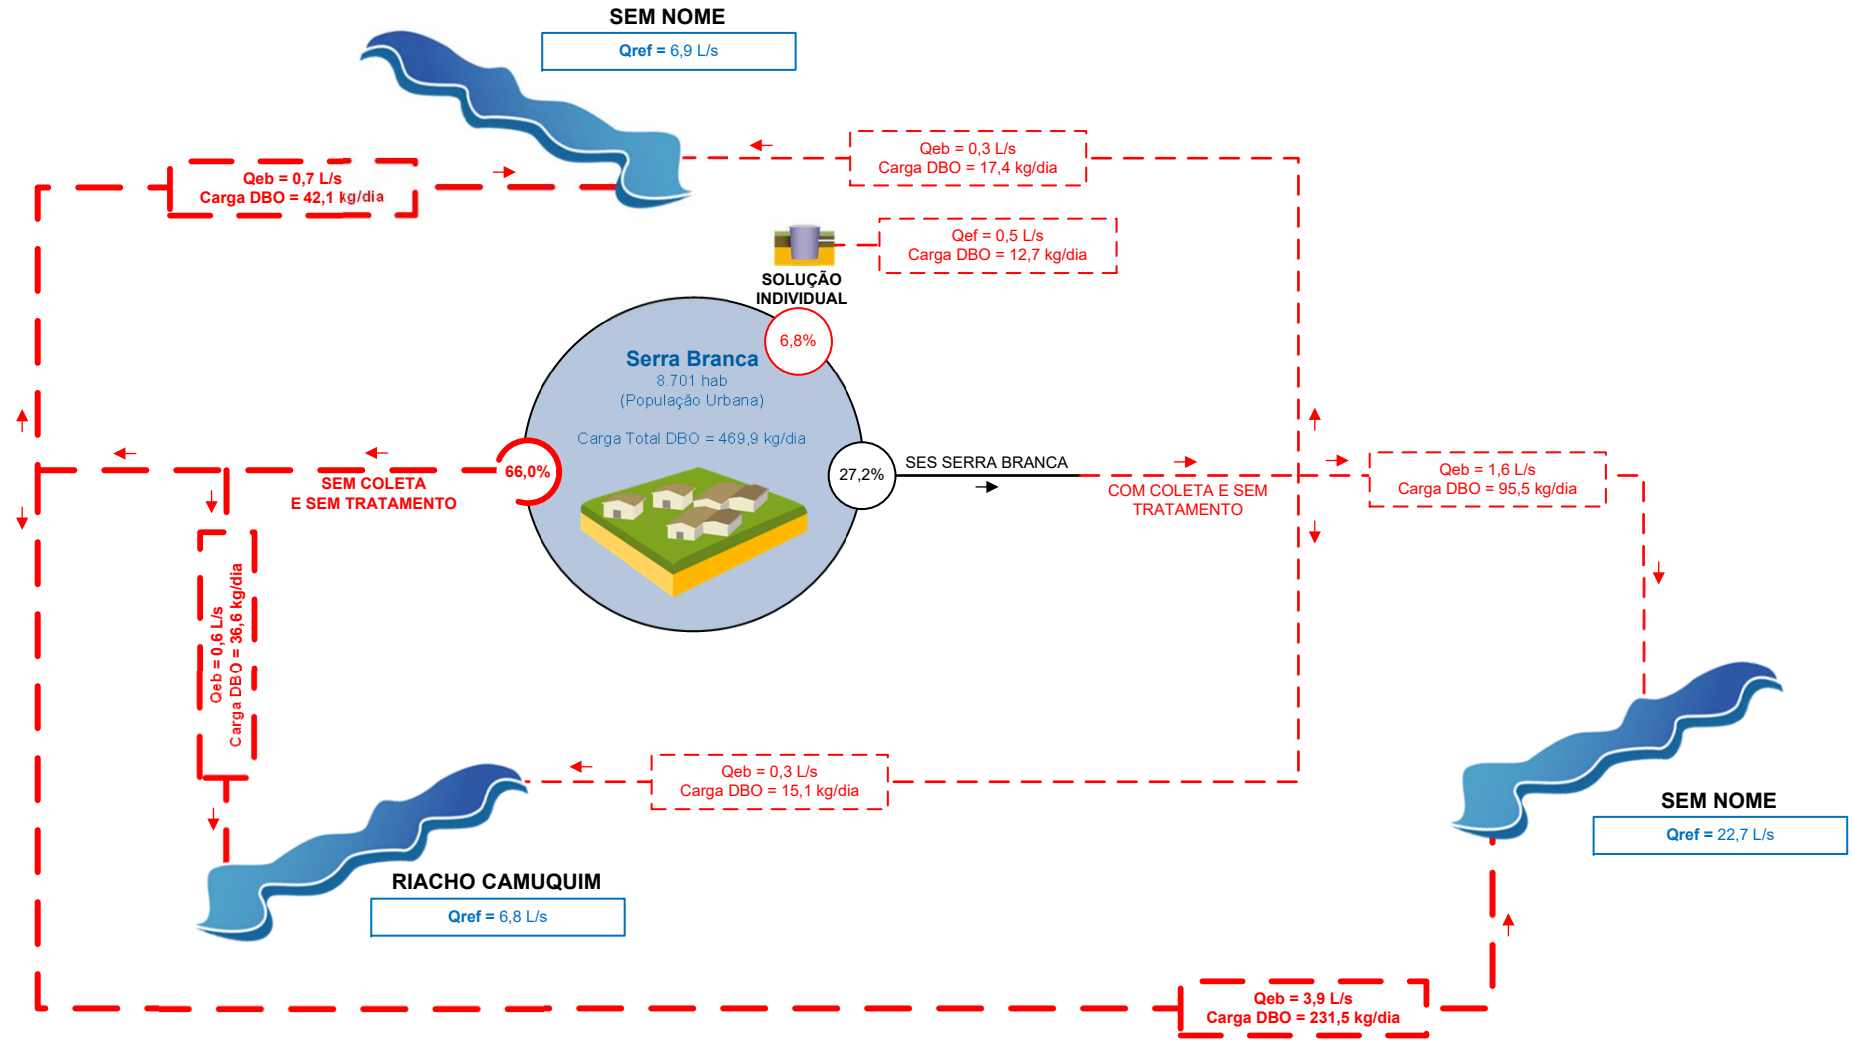 SEM NOME
Qref = 6,9 L/s
Qeb = 0,3 L/s
Carga DBO = 17,4 kg/dia
Qeb = 0,7 L/s
Carga DBO = 42,1 kg/dia
Qef = 0,5 L/s
Carga DBO = 12,7 kg/dia
SOLUÇÃO
INDIVIDUAL
6,8%
Serra Branca
8.701 hab
(População Urbana)
Carga Total DBO = 469,9 kg/dia
66,0%
SEM COLETA
E SEM TRATAMENTO
27,2%
SES SERRA BRANCA
COM COLETA E SEM
TRATAMENTO
Qeb = 1,6 L/s
Carga DBO = 95,5 kg/dia
Qeb = 0,6 L/s
Carga DBO = 36,6 kg/dia
Qeb = 0,3 L/s
Carga DBO = 15,1 kg/dia
SEM NOME
Qref = 22,7 L/s
RIACHO CAMUQUIM
Qref = 6,8 L/s
Qeb = 3,9 L/s
Carga DBO = 231,5 kg/dia